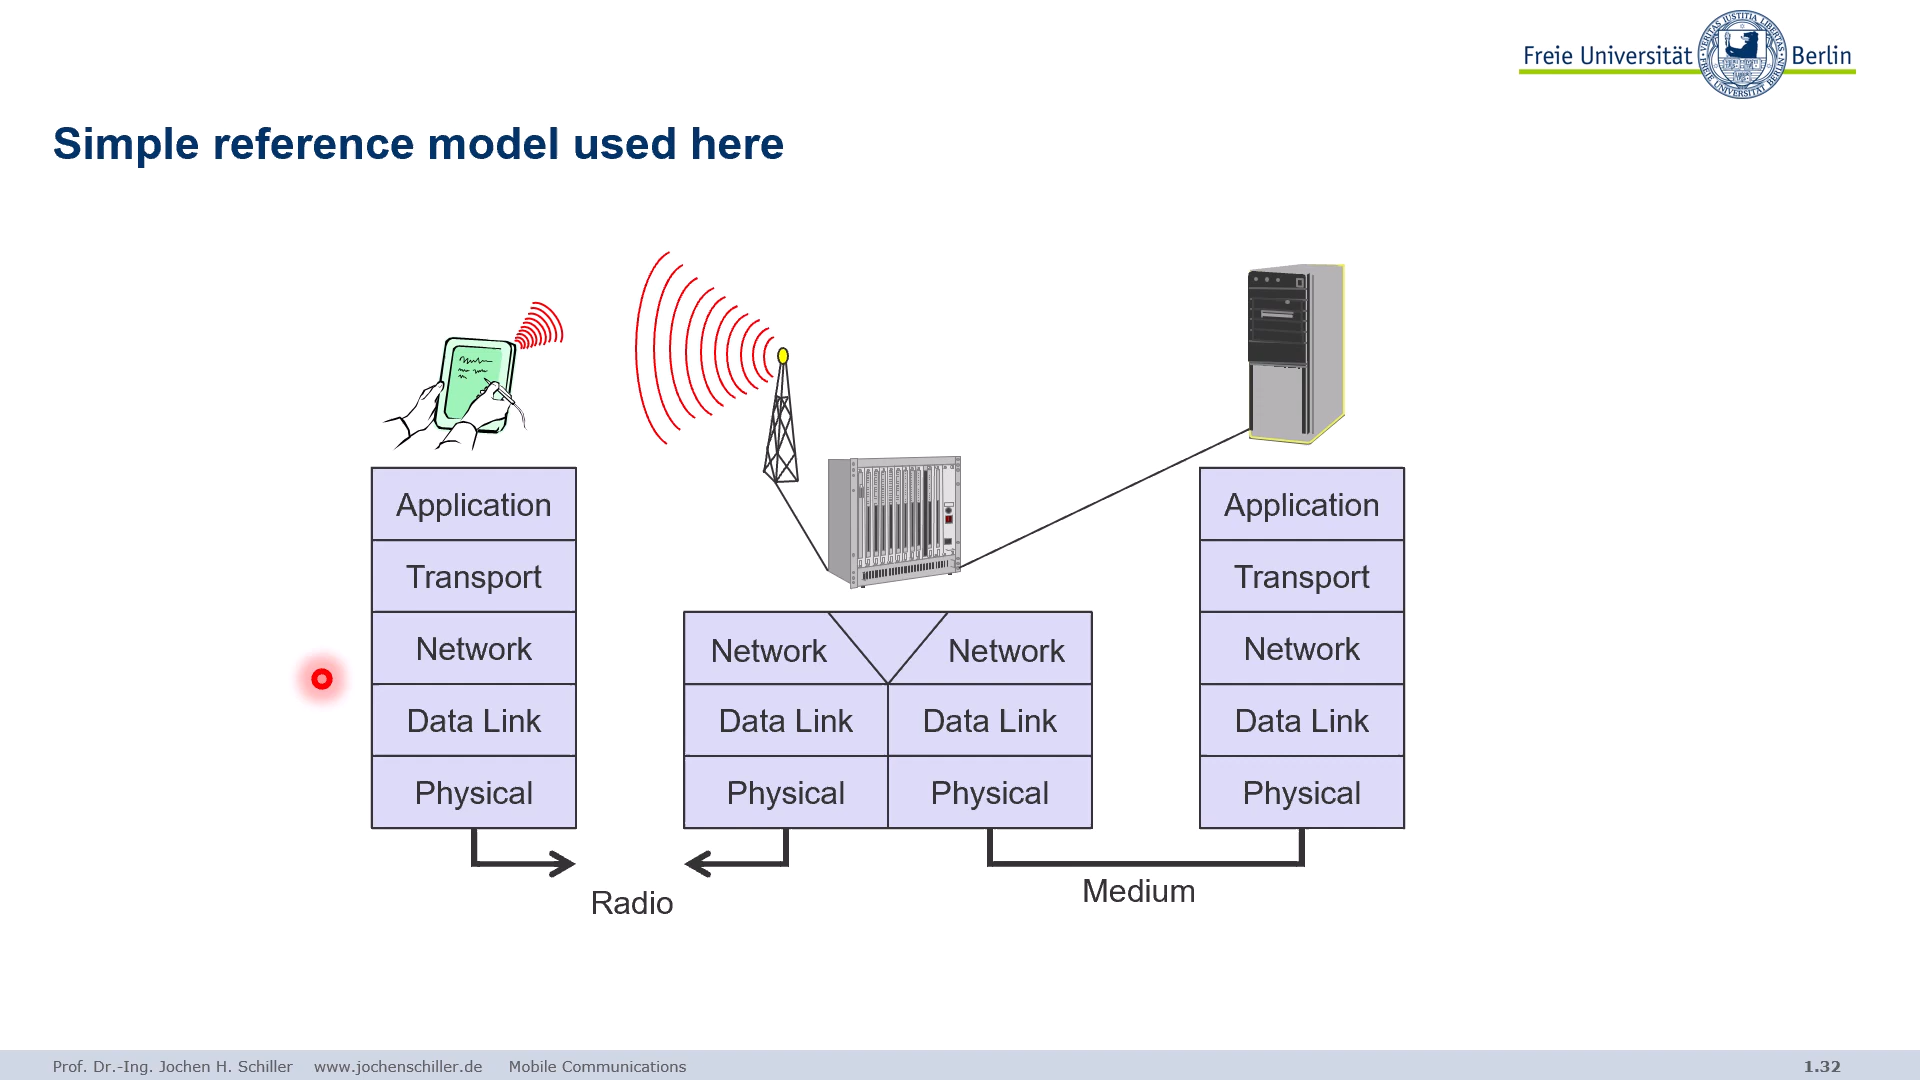 Freie Universität Berlin
Simple reference model used here
Application
Transport
Network
Data Link
Physical
Network Network
Data Link Data Link
Physical Physical
Application
Transport
Network
Data Link
Physical
Radio
Medium
Prof. Dr.-Ing. Jochen H. Schiller www.jochenschiller.de Mobile Communications 1.32